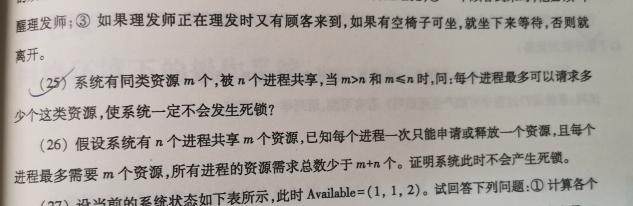 醒理发师;③ 如果理发师正在理发时又有顾客来到,如果有空椅子可坐,就坐下来等待,否则就
离开。
(25) 系统有同类资源 m 个,被 n 个进程共享,当 m>n 和 m≤n 时,问:每个进程最多可以请求多
少个这类资源,使系统一定不会发生死锁?
(26) 假设系统有 n 个进程共享 m 个资源,已知每个进程一次只能申请或释放一个资源,且每个
进程最多需要 m 个资源,所有进程的资源需求总数少于 m+n 个。证明系统此时不会产生死锁。
(27) 设当前的系统状态如下表所示,此时 Available=(1, 1, 2)。试回答下列问题:① 计算各个